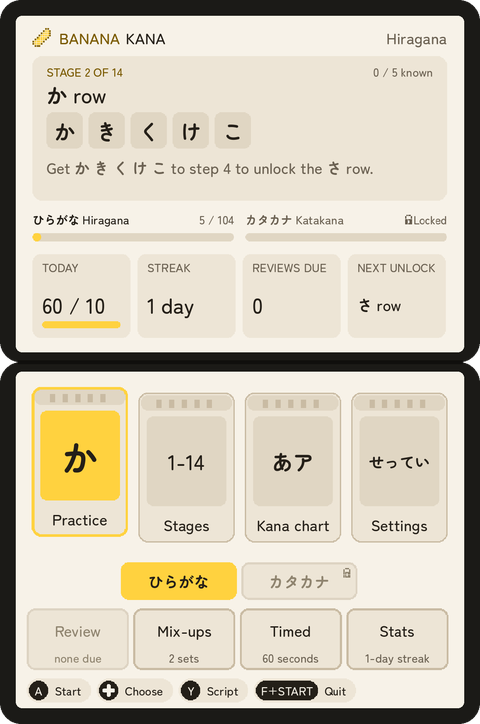 BANANA KANA
Hiragana
STAGE 2 OF 14
0 / 5 known
か row
か き く け こ
Get か き く け こ to step 4 to unlock the さ row.
ひらがな Hiragana
5 / 104
カタカナ Katakana
Locked
TODAY
60 / 10
STREAK
1 day
REVIEWS DUE
0
NEXT UNLOCK
さ row
か
Practice
1-14
Stages
あア
Kana chart
せってい
Settings
ひらがな
カタカナ
Review
none due
Mix-ups
2 sets
Timed
60 seconds
Stats
1-day streak
A Start
Choose
Y Script
F+START Quit